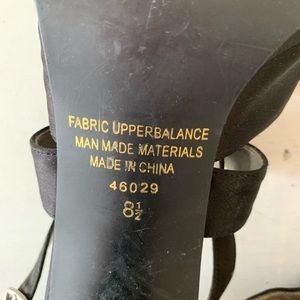 FABRIC UPPERBALANCE
MAN MADE MATERIALS
MADE IN CHINA
46029
8½